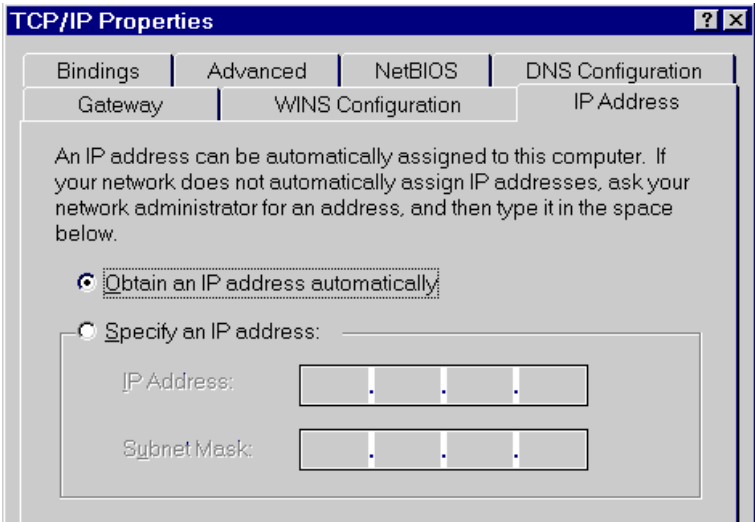 TCP/IP Properties
Bindings
Advanced
NetBIOS
DNS Configuration
Gateway
WINS Configuration
IP Address
An IP address can be automatically assigned to this computer. If
your network does not automatically assign IP addresses, ask your
network administrator for an address, and then type it in the space
below.
Obtain an IP address automatically
Specify an IP address:
IP Address:
Subnet Mask: